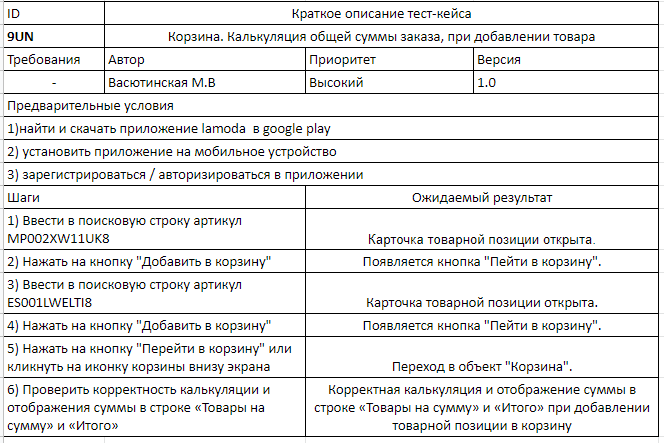 ID Краткое описание тест-кейса
9UN Корзина. Калькуляция общей суммы заказа, при добавлении товара
Требования Автор Приоритет Версия
- Васютинская М.В Высокий 1.0
Предварительные условия
1)найти и скачать приложение lamoda в google play
2) установить приложение на мобильное устройство
3) зарегистрироваться / авторизироваться в приложении
Шаги Ожидаемый результат
1) Ввести в поисковую строку артикул
MP002XW11UK8 Карточка товарной позиции открыта.
2) Нажать на кнопку "Добавить в корзину" Появляется кнопка "Пейти в корзину".
3) Ввести в поисковую строку артикул
ES001LWELTI8 Карточка товарной позиции открыта.
4) Нажать на кнопку "Добавить в корзину" Появляется кнопка "Пейти в корзину".
5) Нажать на кнопку "Перейти в корзину" или
кликнуть на иконку корзины внизу экрана Переход в объект "Корзина".
6) Проверить корректность калькуляции и
отображения суммы в строке «Товары на
сумму» и «Итого»
Корректная калькуляция и отображение суммы в
строке «Товары на сумму» и «Итого» при добавлении
товарной позиции в корзину